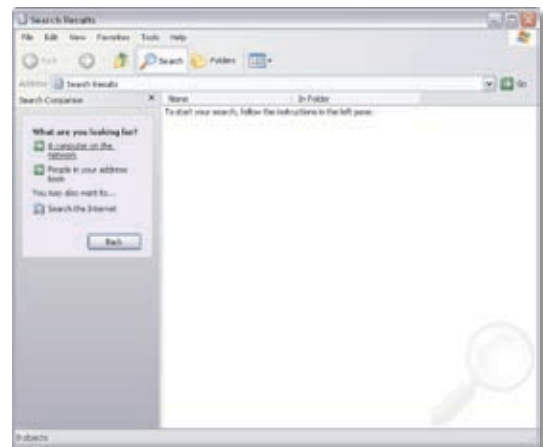 Search Results
File Edit View Favorites Tools Help
Back Search Folders
Address Search Results Go
Search Companion × Name In Folder
To start your search, follow the instructions in the left pane.
What are you looking for?
A computer on the
network
People in your address
book
You may also want to...
Search the Internet
Back
0 objects